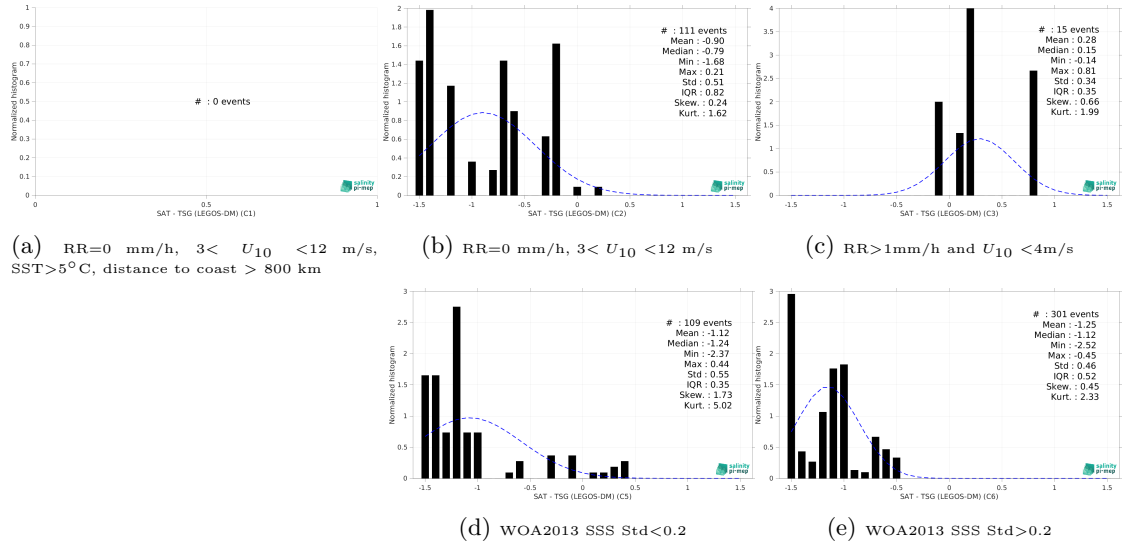 1
0.9
0.8
0.7
0.6
0.5
0.4
0.3
0.2
0.1
0
Normalized histogram
# : 0 events
0 0.5 1
SAT - TSG (LEGOS-DM) (C1)
salinity
pi-mep
(a) RR=0 mm/h, 3< U10 <12 m/s,
SST>5°C, distance to coast > 800 km
2
1.8
1.6
1.4
1.2
1
0.8
0.6
0.4
0.2
0
Normalized histogram
# : 111 events
Mean : -0.90
Median : -0.79
Min : -1.68
Max : 0.21
Std : 0.51
IQR : 0.82
Skew. : 0.24
Kurt. : 1.62
-1.5 -1 -0.5 0 0.5 1 1.5
SAT - TSG (LEGOS-DM) (C2)
salinity
pi-mep
(b) RR=0 mm/h, 3< U10 <12 m/s
4
3.5
3
2.5
2
1.5
1
0.5
0
Normalized histogram
# : 15 events
Mean : 0.28
Median : 0.15
Min : -0.14
Max : 0.81
Std : 0.34
IQR : 0.35
Skew. : 0.66
Kurt. : 1.99
-1.5 -1 -0.5 0 0.5 1 1.5
SAT - TSG (LEGOS-DM) (C3)
salinity
pi-mep
(c) RR>1mm/h and U10 <4m/s
3
2.5
2
1.5
1
0.5
0
Normalized histogram
# : 109 events
Mean : -1.12
Median : -1.24
Min : -2.37
Max : 0.44
Std : 0.55
IQR : 0.35
Skew. : 1.73
Kurt. : 5.02
-1.5 -1 -0.5 0 0.5 1 1.5
SAT - TSG (LEGOS-DM) (C5)
salinity
pi-mep
(d) WOA2013 SSS Std<0.2
3
2.5
2
1.5
1
0.5
0
Normalized histogram
# : 301 events
Mean : -1.25
Median : -1.12
Min : -2.52
Max : -0.45
Std : 0.46
IQR : 0.52
Skew. : 0.45
Kurt. : 2.33
-1.5 -1 -0.5 0 0.5 1 1.5
SAT - TSG (LEGOS-DM) (C6)
salinity
pi-mep
(e) WOA2013 SSS Std>0.2